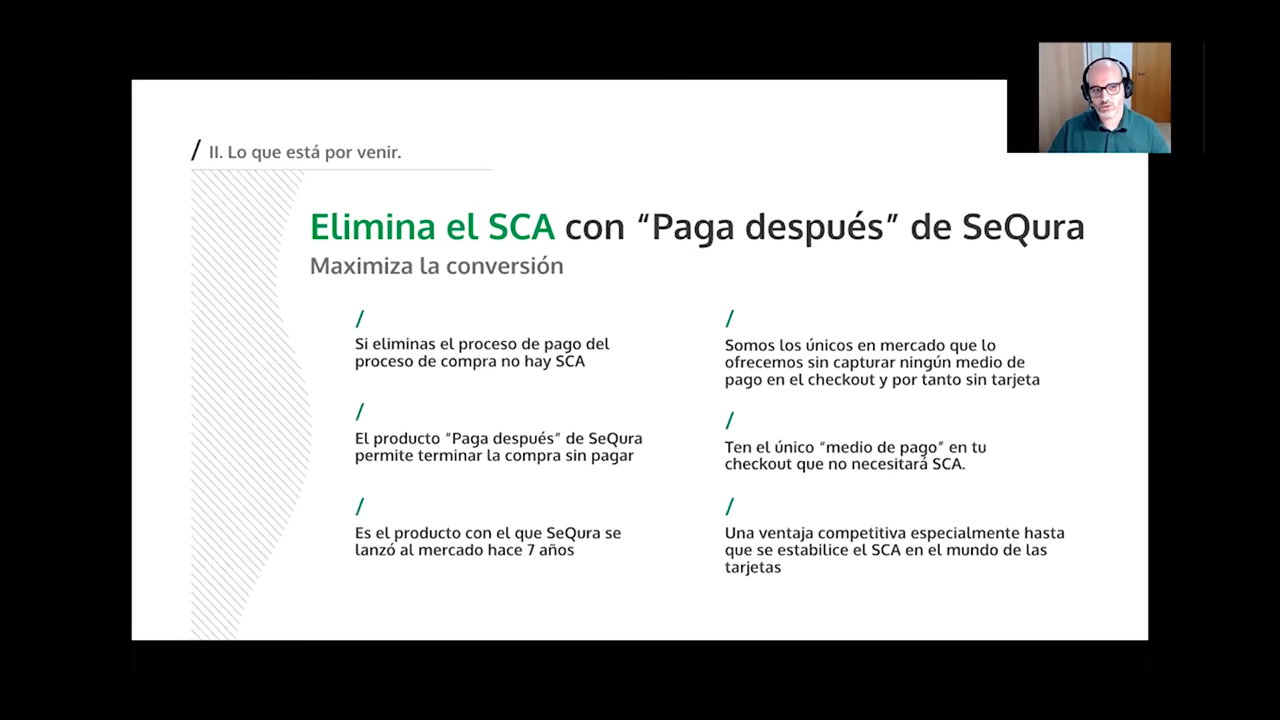 / II. Lo que está por venir.
Elimina el SCA con “Paga después” de SeQura
Maximiza la conversión
/
Si eliminas el proceso de pago del
proceso de compra no hay SCA
/
El producto “Paga después” de SeQura
permite terminar la compra sin pagar
/
Es el producto con el que SeQura se
lanzó al mercado hace 7 años
/
Somos los únicos en mercado que lo
ofrecemos sin capturar ningún medio de
pago en el checkout y por tanto sin tarjeta
/
Ten el único “medio de pago” en tu
checkout que no necesitará SCA.
/
Una ventaja competitiva especialmente hasta
que se estabilice el SCA en el mundo de las
tarjetas